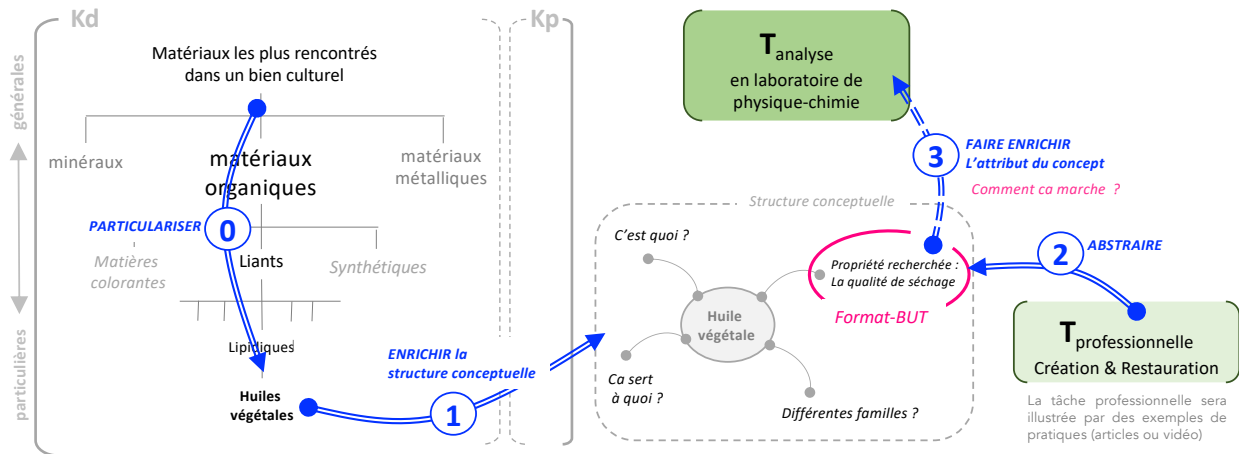 Kd
Kp
générales
particulières
Matériaux les plus rencontrés
dans un bien culturel
minéraux
matériaux
organiques
matériaux
métalliques
PARTICULARISER
0
Matières
colorantes
Liants
Synthétiques
Lipidiques
Huiles
végétales
ENRICHIR la
structure conceptuelle
1
T analyse
en laboratoire de
physique-chimie
3
FAIRE ENRICHIR
L'attribut du concept
Comment ca marche ?
Structure conceptuelle
C'est quoi ?
Propriété recherchée :
La qualité de séchage
Format-BUT
Huile
végétale
Ca sert
à quoi ?
Différentes familles ?
2
ABSTRAIRE
T professionnelle
Création & Restauration
La tâche professionnelle sera
illustrée par des exemples de
pratiques (articles ou vidéo)